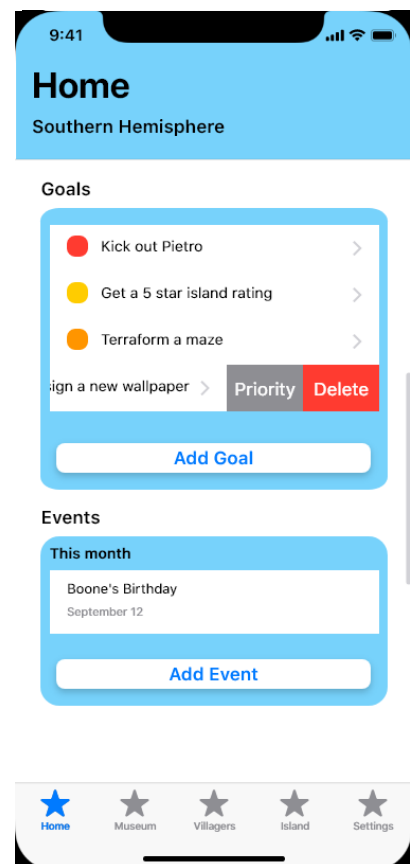 9:41
Home
Southern Hemisphere
Goals
Kick out Pietro
Get a 5 star island rating
Terraform a maze
ign a new wallpaper Priority Delete
Add Goal
Events
This month
Boone's Birthday
September 12
Add Event
Home Museum Villagers Island Settings